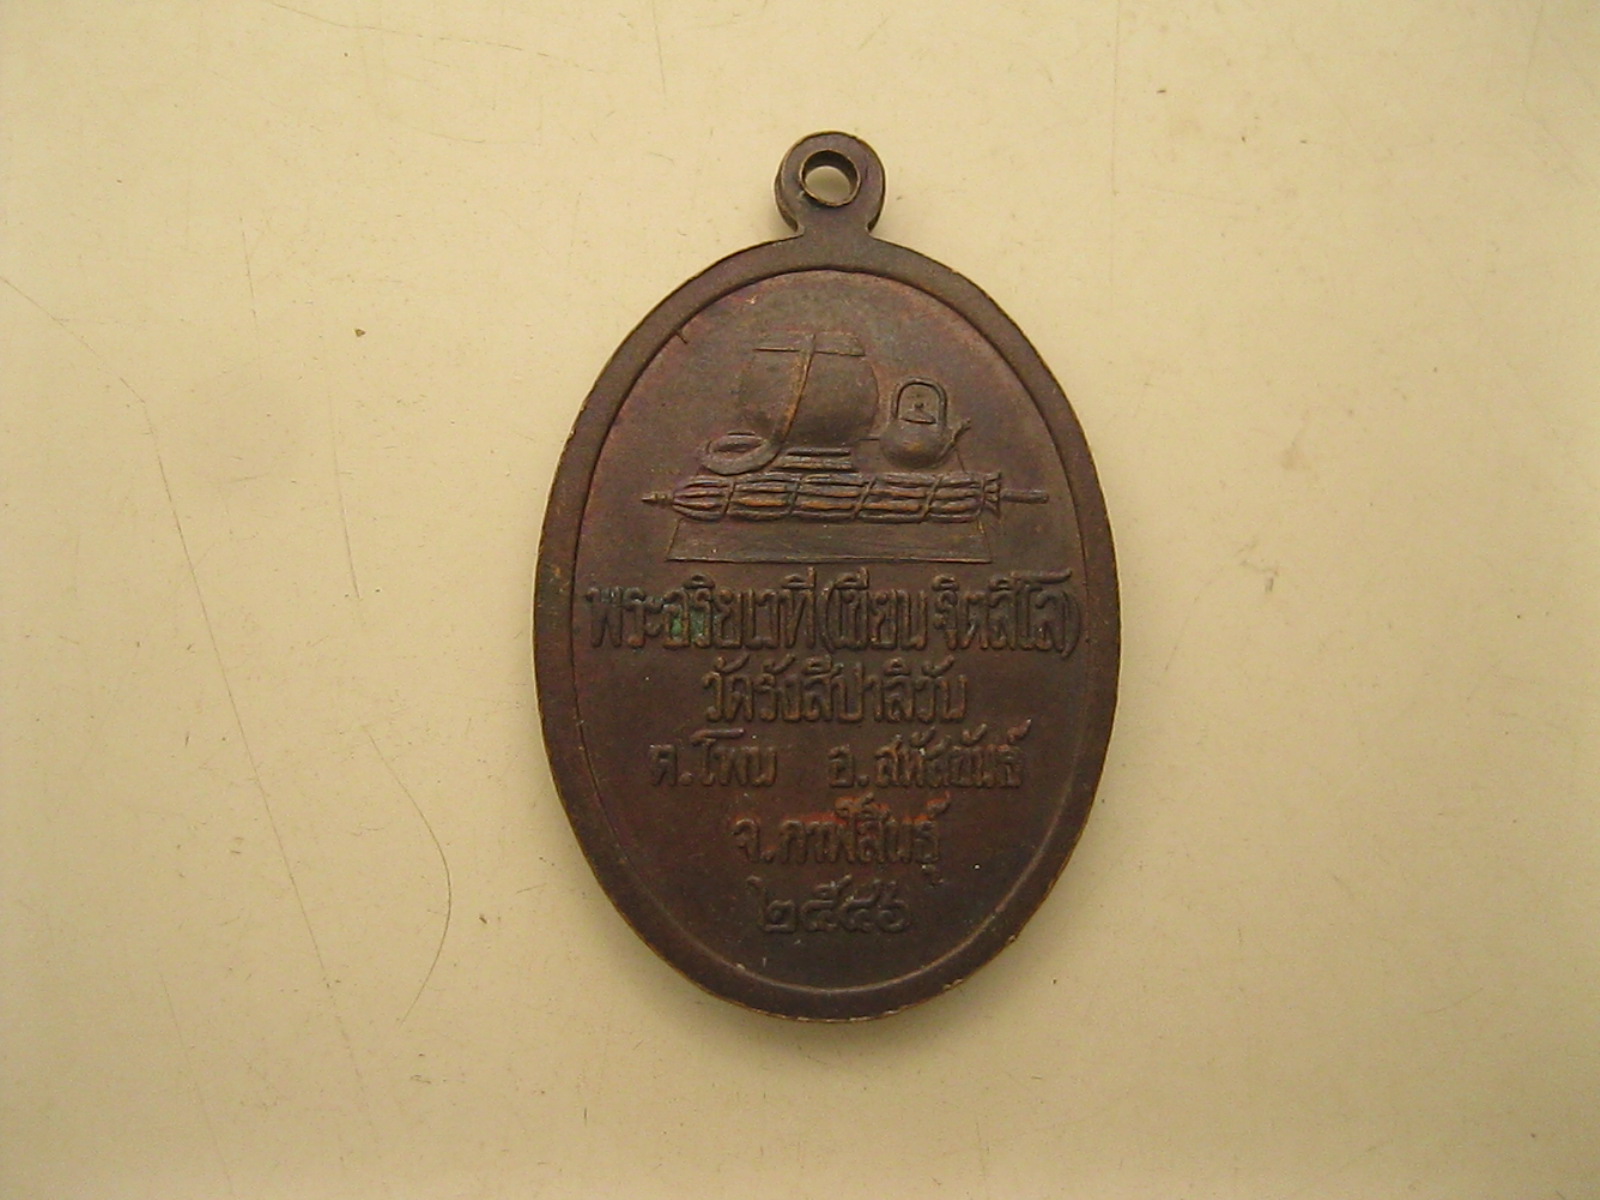 พระอริยเวที(เขียน ฐิตสีโล)
วัดรังสีปาลิวัน
ต.โพน อ.สหัสขันธ์
จ.กาฬสินธุ์
๒๕๔๖